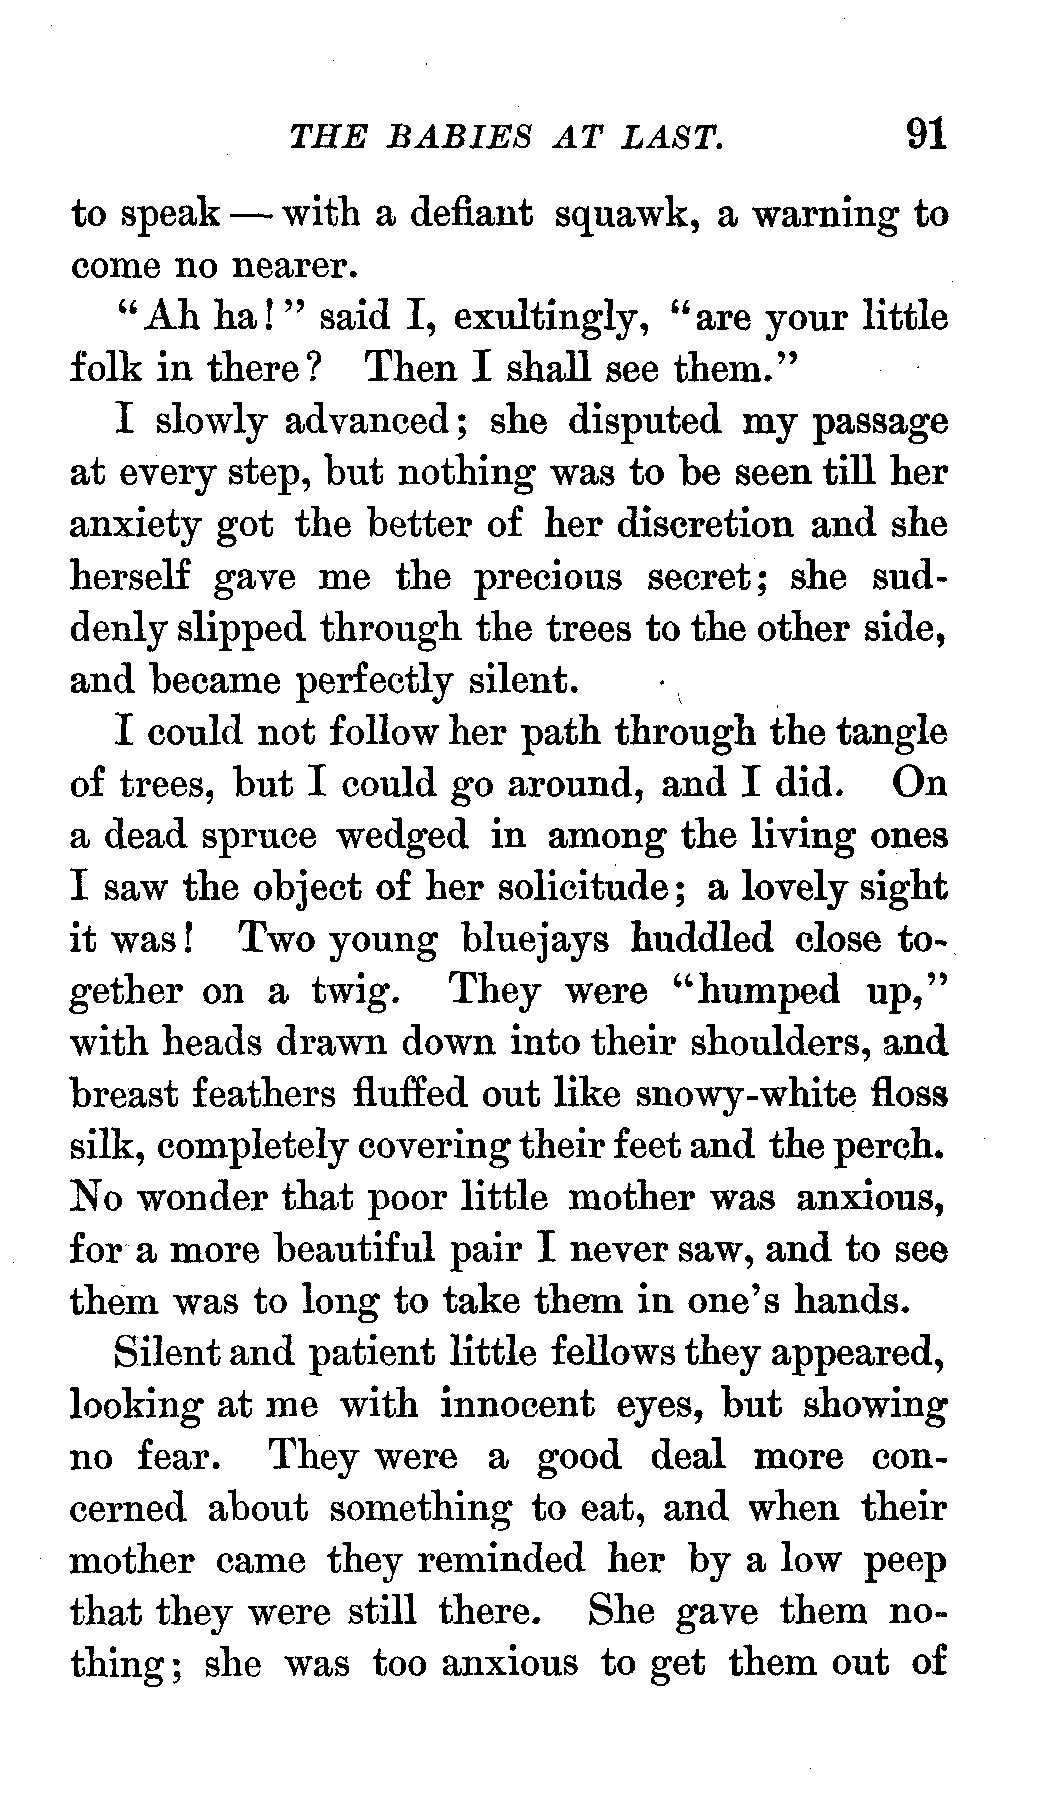 THE BABIES AT LAST. 91
to speak — with a defiant squawk, a warning to
come no nearer.
"Ah ha!" said I, exultingly, "are your little
folk in there? Then I shall see them."
I slowly advanced; she disputed my passage
at every step, but nothing was to be seen till her
anxiety got the better of her discretion and she
herself gave me the precious secret; she sud-
denly slipped through the trees to the other side,
and became perfectly silent.
I could not follow her path through the tangle
of trees, but I could go around, and I did. On
a dead spruce wedged in among the living ones
I saw the object of her solicitude; a lovely sight
it was! Two young bluejays huddled close to-
gether on a twig. They were "humped up,"
with heads drawn down into their shoulders, and
breast feathers fluffed out like snowy-white floss
silk, completely covering their feet and the perch.
No wonder that poor little mother was anxious,
for a more beautiful pair I never saw, and to see
them was to long to take them in one's hands.
Silent and patient little fellows they appeared,
looking at me with innocent eyes, but showing
no fear. They were a good deal more con-
cerned about something to eat, and when their
mother came they reminded her by a low peep
that they were still there. She gave them no-
thing; she was too anxious to get them out of